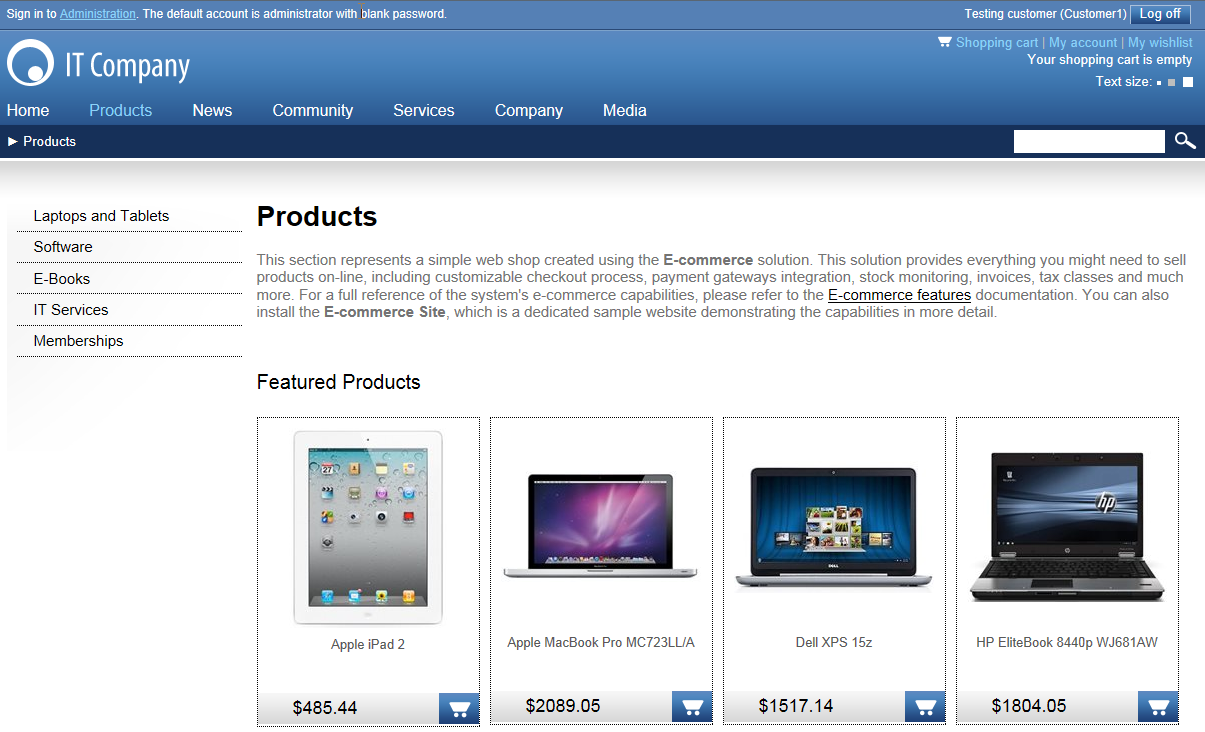 Sign in to Administration. The default account is administrator with blank password.
Testing customer (Customer1) Log off
Shopping cart | My account | My wishlist
Your shopping cart is empty
IT Company
Text size:
Home Products News Community Services Company Media
Products
Laptops and Tablets
Software
E-Books
IT Services
Memberships
Products
This section represents a simple web shop created using the E-commerce solution. This solution provides everything you might need to sell
products on-line, including customizable checkout process, payment gateways integration, stock monitoring, invoices, tax classes and much
more. For a full reference of the system's e-commerce capabilities, please refer to the E-commerce features documentation. You can also
install the E-commerce Site, which is a dedicated sample website demonstrating the capabilities in more detail.
Featured Products
27
DELL
hp
Apple iPad 2
Apple MacBook Pro MC723LL/A
Dell XPS 15z
HP EliteBook 8440p WJ681AW
$485.44
$2089.05
$1517.14
$1804.05